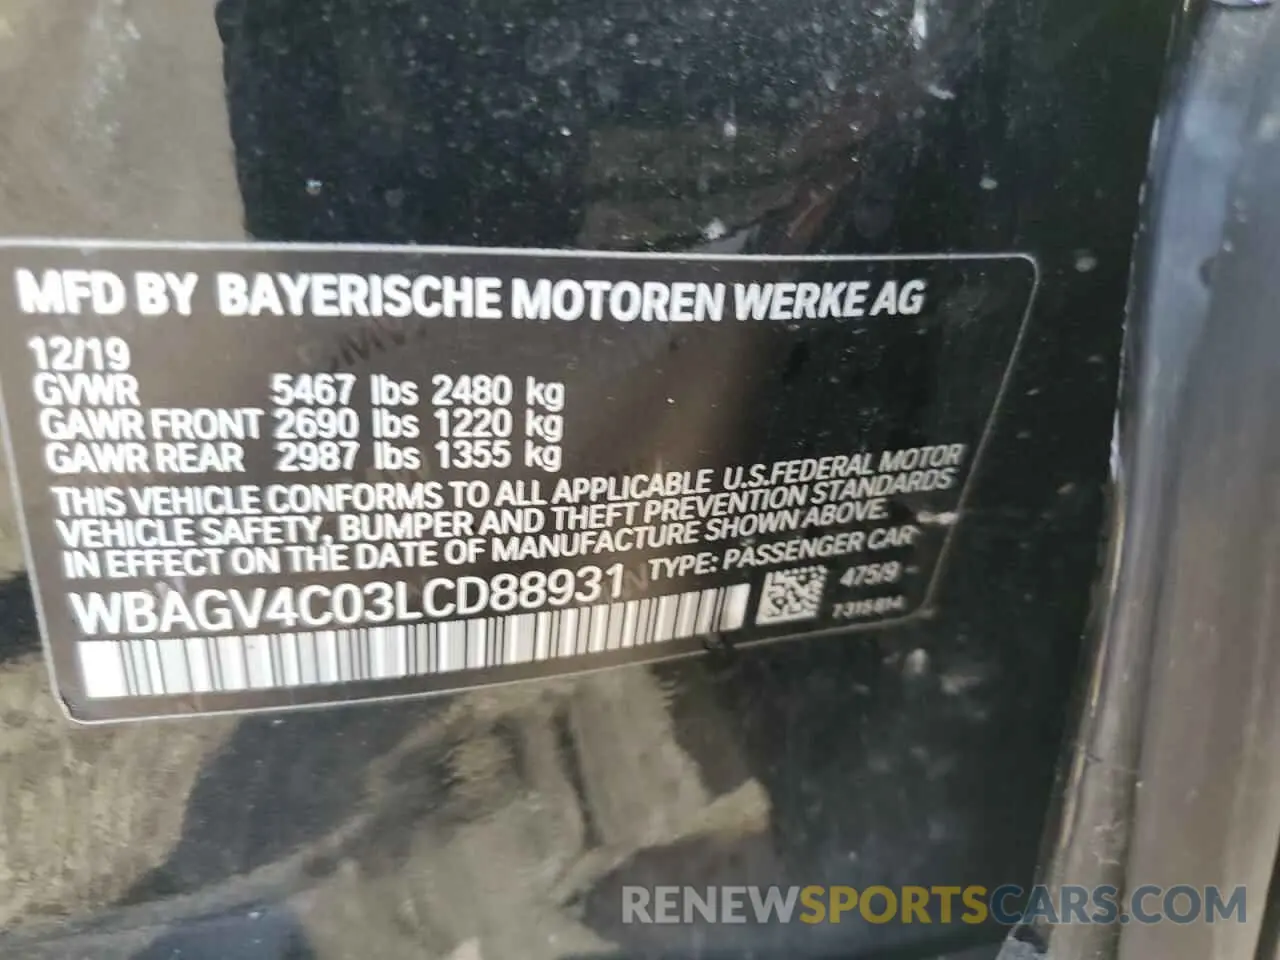 MFD BY BAYERISCHE MOTOREN WERKE AG
12/19
GVWR 5467 lbs 2480 kg
GAWR FRONT 2690 lbs 1220 kg
GAWR REAR 2987 lbs 1355 kg
THIS VEHICLE CONFORMS TO ALL APPLICABLE U.S.FEDERAL MOTOR
VEHICLE SAFETY, BUMPER AND THEFT PREVENTION STANDARDS
IN EFFECT ON THE DATE OF MANUFACTURE SHOWN ABOVE.
WBAGV4C03LCD88931 TYPE: PASSENGER CAR
475/9
7315814
RENEWSPORTSCARS.COM